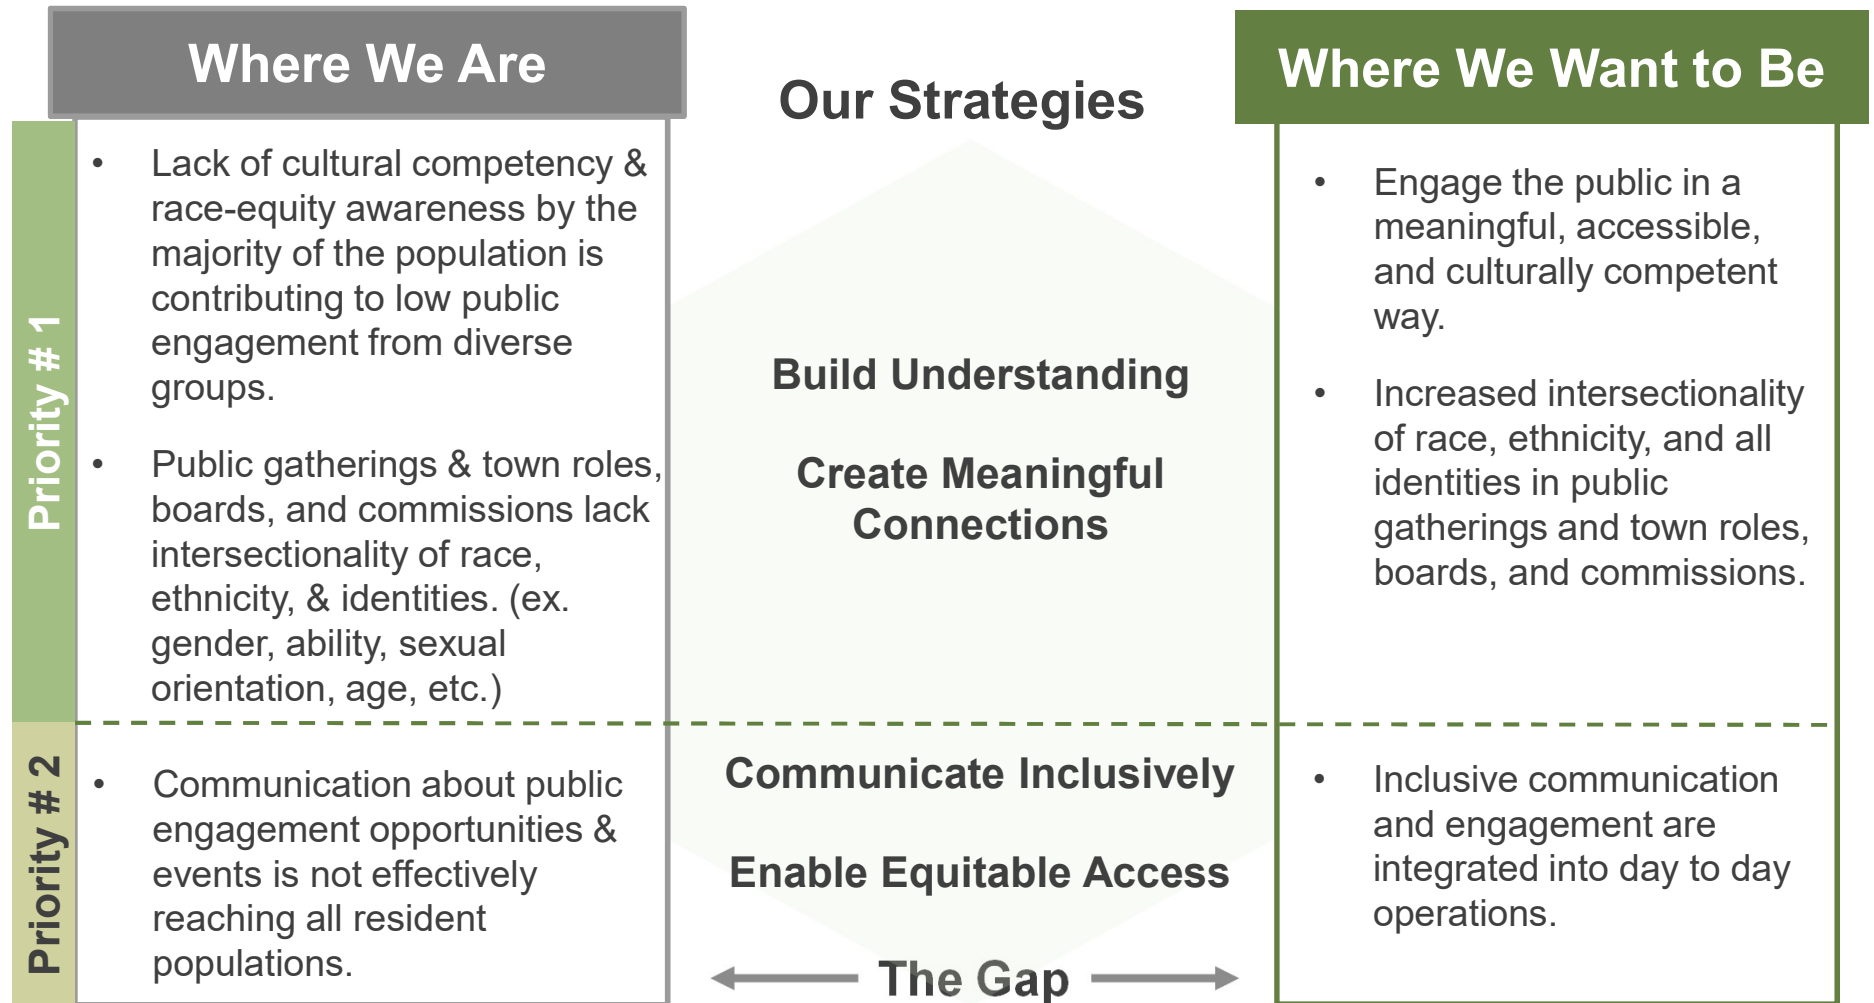 Where We Are
Our Strategies
Where We Want to Be
Priority # 1
• Lack of cultural competency &
race-equity awareness by the
majority of the population is
contributing to low public
engagement from diverse
groups.
• Public gatherings & town roles,
boards, and commissions lack
intersectionality of race,
ethnicity, & identities. (ex.
gender, ability, sexual
orientation, age, etc.)
Build Understanding
Create Meaningful
Connections
• Engage the public in a
meaningful, accessible,
and culturally competent
way.
• Increased intersectionality
of race, ethnicity, and all
identities in public
gatherings and town roles,
boards, and commissions.
Priority # 2
• Communication about public
engagement opportunities &
events is not effectively
reaching all resident
populations.
Communicate Inclusively
Enable Equitable Access
The Gap
• Inclusive communication
and engagement are
integrated into day to day
operations.